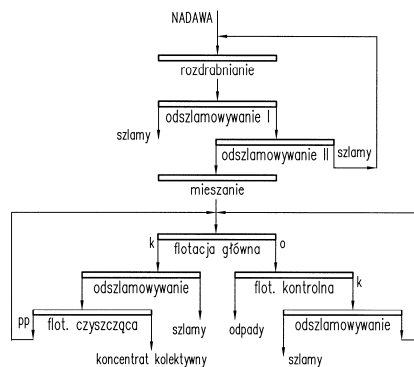 NADAWA
rozdrabnianie
odszlamowywanie I
szlamy
odszlamowywanie II
szlamy
mieszanie
k
flotacja główna
o
odszlamowywanie
flot. kontrolna
k
pp
flot. czyszcząca
szlamy
odpady
odszlamowywanie
koncentrat kolektywny
szlamy